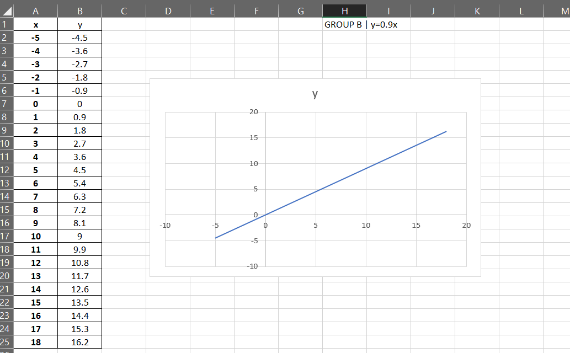 A B C D E F G H I J K L M
1 x y GROUP B | y=0.9x
2 -5 -4.5
3 -4 -3.6
4 -3 -2.7
5 -2 -1.8
6 -1 -0.9
7 0 0
8 1 0.9
9 2 1.8
10 3 2.7
11 4 3.6
12 5 4.5
13 6 5.4
14 7 6.3
15 8 7.2
16 9 8.1
17 10 9
18 11 9.9
19 12 10.8
20 13 11.7
21 14 12.6
22 15 13.5
23 16 14.4
24 17 15.3
25 18 16.2
y
20
15
10
5
0
-10 -5 0 5 10 15 20
-5
-10